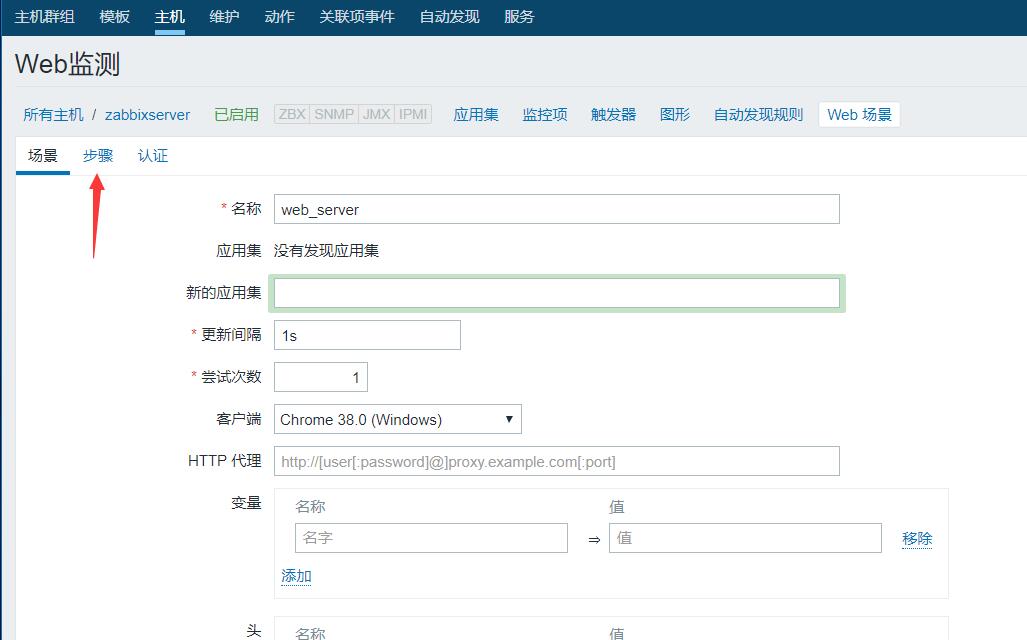 主机群组 模板 主机 维护 动作 关联项事件 自动发现 服务
Web监测
所有主机 / zabbixserver 已启用 ZBX SNMP JMX IPMI 应用集 监控项 触发器 图形 自动发现规则 Web 场景
场景 步骤 认证
* 名称 web_server
应用集 没有发现应用集
新的应用集
* 更新间隔 1s
* 尝试次数 1
客户端 Chrome 38.0 (Windows) ▼
HTTP 代理 http://[user[:password]@]proxy.example.com[:port]
变量 名称 值
名字 ⇒ 值 移除
添加
头 名称 值